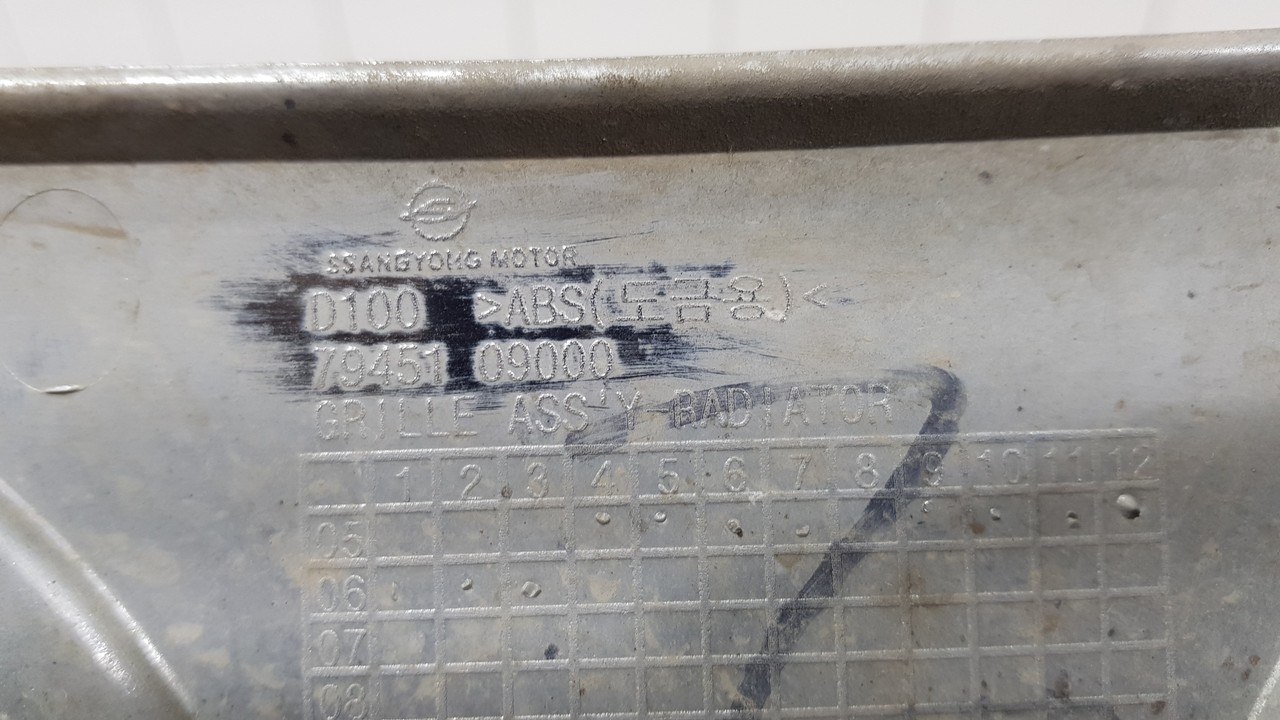 SSANGYONG MOTOR
D100 >ABS(도금용)<
79451 09000
GRILLE ASS'Y RADIATOR
1 2 3 4 5 6 7 8 9 10 11 12
05
06
07
08